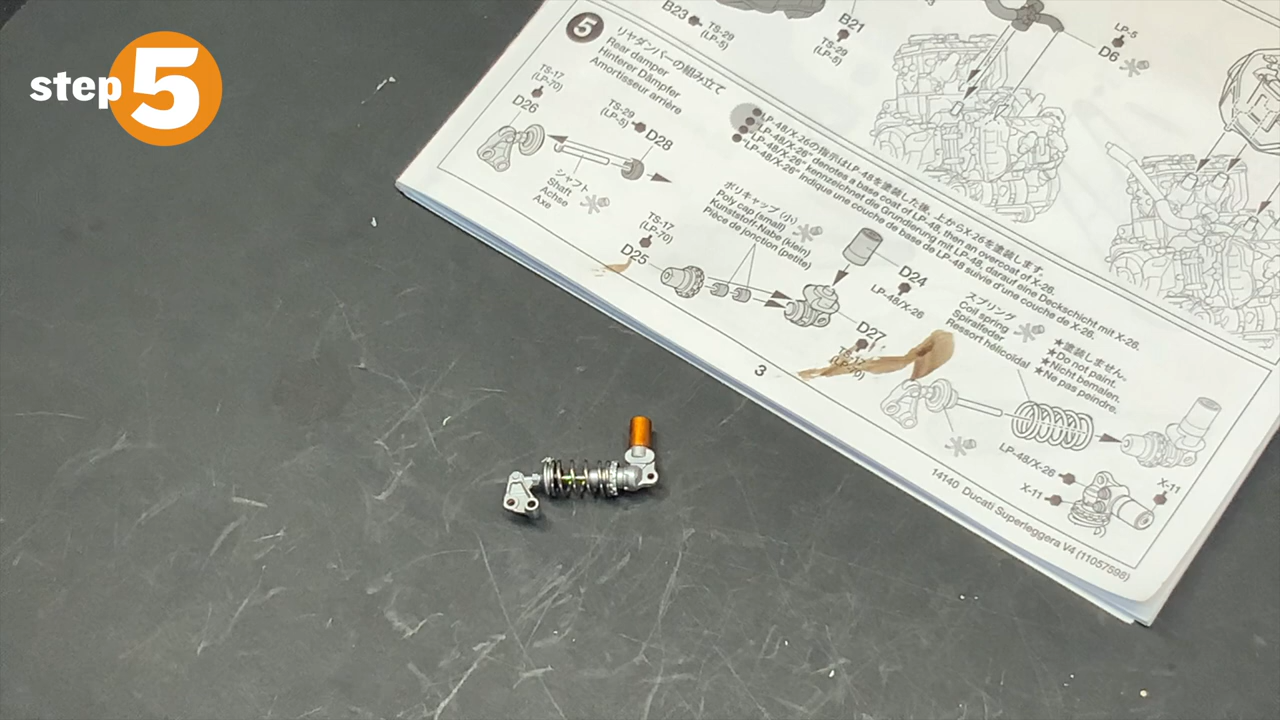 step 5
B23
TS-29
(LP-5)
B21
TS-29
(LP-5)
LP-5
D6
5
リヤダンパーの組み立て
Rear damper
Hinterer Dämpfer
Amortisseur arrière
TS-17
(LP-70)
D26
TS-29
(LP-5)
D28
シャフト
Shaft
Achse
Axe
LP-48/X-26の指示はLP-48を塗装した後、上からX-26を塗装します。
"LP-48/X-26" denotes a base coat of LP-48, then an overcoat of X-26.
"LP-48/X-26" kennzeichnet die Grundierung mit LP-48, darauf eine Deckschicht mit X-26.
"LP-48/X-26" indique une couche de base de LP-48 suivie d'une couche de X-26.
ポリキャップ (小)
Poly cap (small)
Kunststoff-Nabe (klein)
Pièce de jonction (petite)
TS-17
(LP-70)
D25
D24
LP-48/X-26
D27
TS-17
(LP-70)
スプリング
Coil spring
Spiralfeder
Ressort hélicoïdal
★塗装しません。
★Do not paint.
★Nicht bemalen.
★Ne pas peindre.
LP-48/X-26
X-11
X-11
3
14140 Ducati Superleggera V4 (11057598)